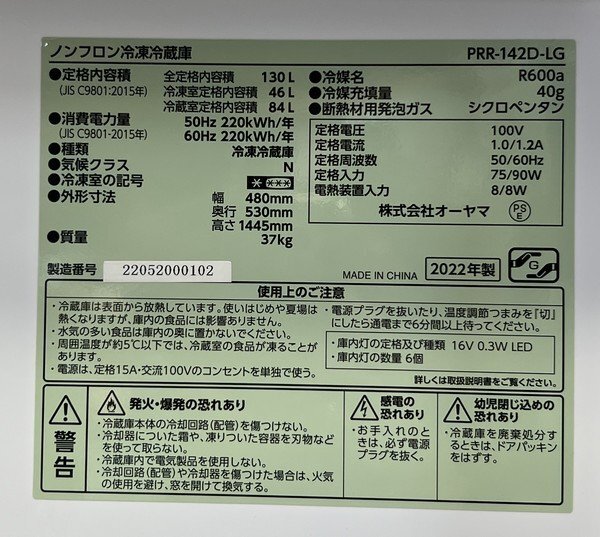 ノンフロン冷凍冷蔵庫 PRR-142D-LG
●定格内容積 全定格内容積 130 L
(JIS C9801:2015年) 冷凍室定格内容積 46 L
冷蔵室定格内容積 84 L
●消費電力量 50Hz 220kWh/年
(JIS C9801-2015年) 60Hz 220kWh/年
●種類 冷凍冷蔵庫
●気候クラス N
●冷凍室の記号
●外形寸法 幅 480mm
奥行 530mm
高さ 1445mm
●質量 37kg
●冷媒名 R600a
●冷媒充填量 40g
●断熱材用発泡ガス シクロペンタン
定格電圧 100V
定格電流 1.0/1.2A
定格周波数 50/60Hz
定格入力 75/90W
電熱装置入力 8/8W
株式会社オーヤマ PSE
製造番号 22052000102
MADE IN CHINA 2022年製 G
使用上のご注意
・冷蔵庫は表面から放熱しています。使いはじめや夏場は
熱くなりますが、庫内の食品には影響ありません。
・水気の多い食品は庫内の奥に置かないでください。
・周囲温度が約5℃以下では、冷蔵室の食品が凍ることが
あります。
・電源は、定格15A・交流100Vのコンセントを単独で使う。
・電源プラグを抜いたり、温度調節つまみを「切」
にしたら通電まで6分間以上待ってください。
・庫内灯の定格及び種類 16V 0.3W LED
・庫内灯の数量 6個
詳しくは取扱説明書をご覧ください。
警告
発火・爆発の恐れあり
・冷蔵庫本体の冷却回路(配管)を傷つけない。
・冷却器についた霜や、凍りついた容器を刃物など
を使って取らない。
・冷蔵庫内で電気製品を使用しない。
・冷却回路(配管)や冷却器を傷つけた場合は、火気
の使用を避け、窓を開けて換気する。
感電の
恐れあり
・お手入れのと
きは、必ず電源
プラグを抜く。
幼児閉じ込めの
恐れあり
・冷蔵庫を廃棄処分す
るときは、ドアパッキン
をはずす。